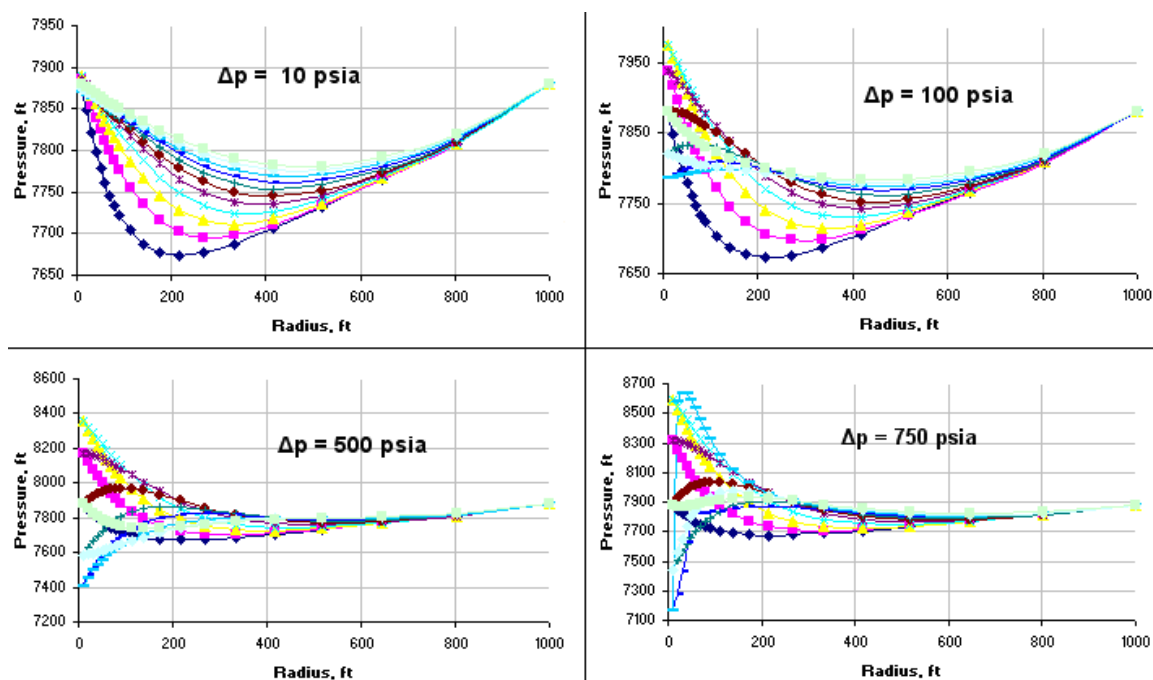 7950
7900
7850
7800
7750
7700
7650
Pressure, ft
Δp = 10 psia
0 200 400 600 800 1000
Radius, ft
7950
7850
7750
7650
Pressure, ft
Δp = 100 psia
0 200 400 600 800 1000
Radius, ft
8600
8400
8200
8000
7800
7600
7400
7200
Pressure, ft
Δp = 500 psia
0 200 400 600 800 1000
Radius, ft
8700
8500
8300
8100
7900
7700
7500
7300
7100
Pressure, ft
Δp = 750 psia
0 200 400 600 800 1000
Radius, ft